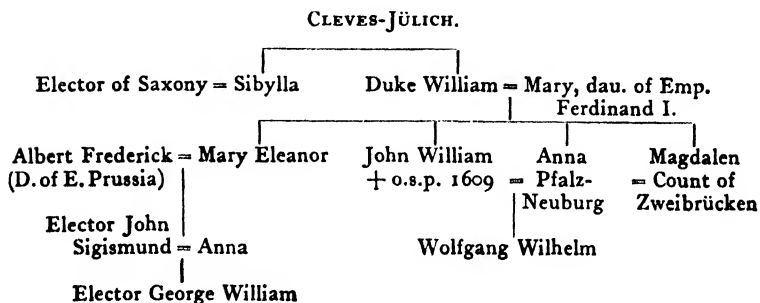 CLEVES-JÜLICH.
Elector of Saxony = Sibylla Duke William = Mary, dau. of Emp.
Ferdinand I.
Albert Frederick = Mary Eleanor John William Anna Magdalen
(D. of E. Prussia) + o.s.p. 1609 = Pfalz- = Count of
Neuburg Zweibrücken
Elector John
Sigismund = Anna Wolfgang Wilhelm
Elector George William